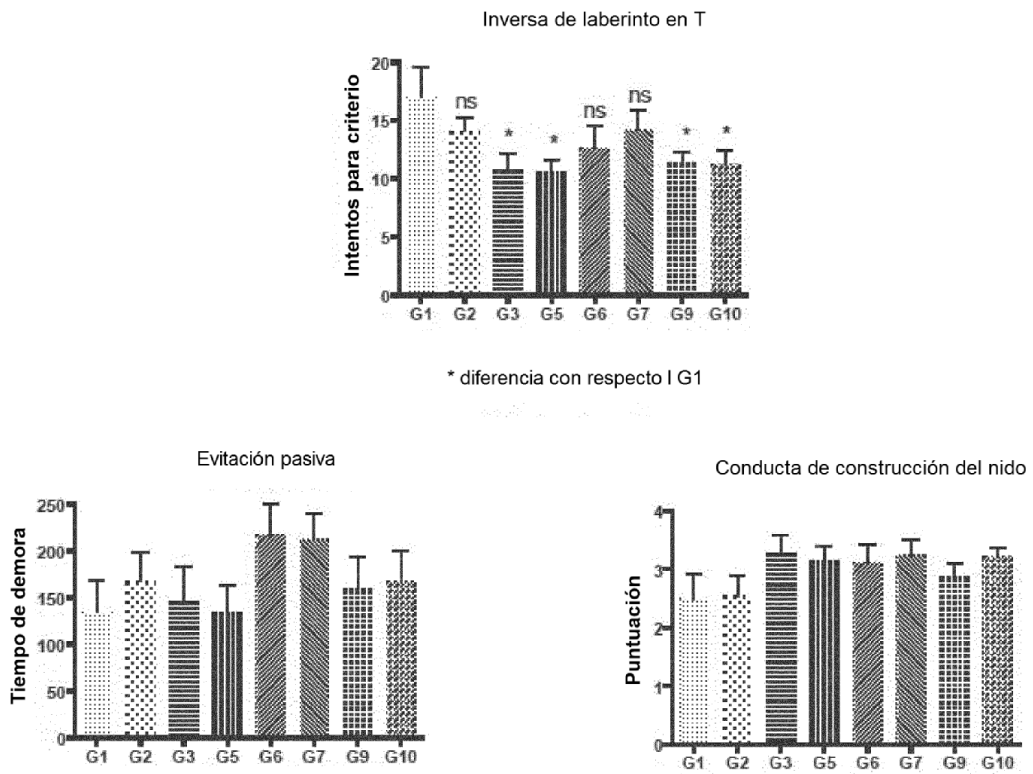 Inversa de laberinto en T
Intentos para criterio
20
15
10
5
0
ns
*
*
ns
ns
*
*
G1 G2 G3 G5 G6 G7 G9 G10
* diferencia con respecto l G1
Evitación pasiva
Tiempo de demora
250
200
150
100
50
0
G1 G2 G3 G5 G6 G7 G9 G10
Conducta de construcción del nido
Puntuación
4
3
2
1
0
G1 G2 G3 G5 G6 G7 G9 G10